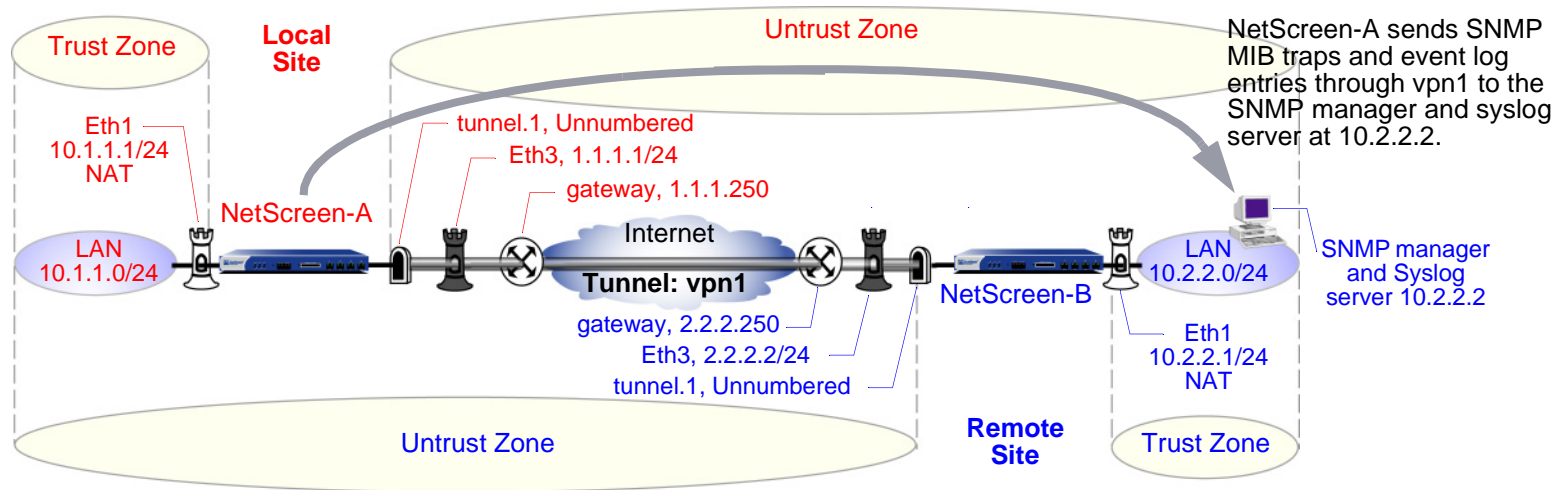 Trust Zone
Local
Site
Untrust Zone
NetScreen-A sends SNMP
MIB traps and event log
entries through vpn1 to the
SNMP manager and syslog
server at 10.2.2.2.
Eth1
10.1.1.1/24
NAT
tunnel.1, Unnumbered
Eth3, 1.1.1.1/24
gateway, 1.1.1.250
NetScreen-A
LAN
10.1.1.0/24
Internet
Tunnel: vpn1
LAN
10.2.2.0/24
SNMP manager
and Syslog
server 10.2.2.2
NetScreen-B
gateway, 2.2.2.250
Eth3, 2.2.2.2/24
tunnel.1, Unnumbered
Eth1
10.2.2.1/24
NAT
Untrust Zone
Remote
Site
Trust Zone